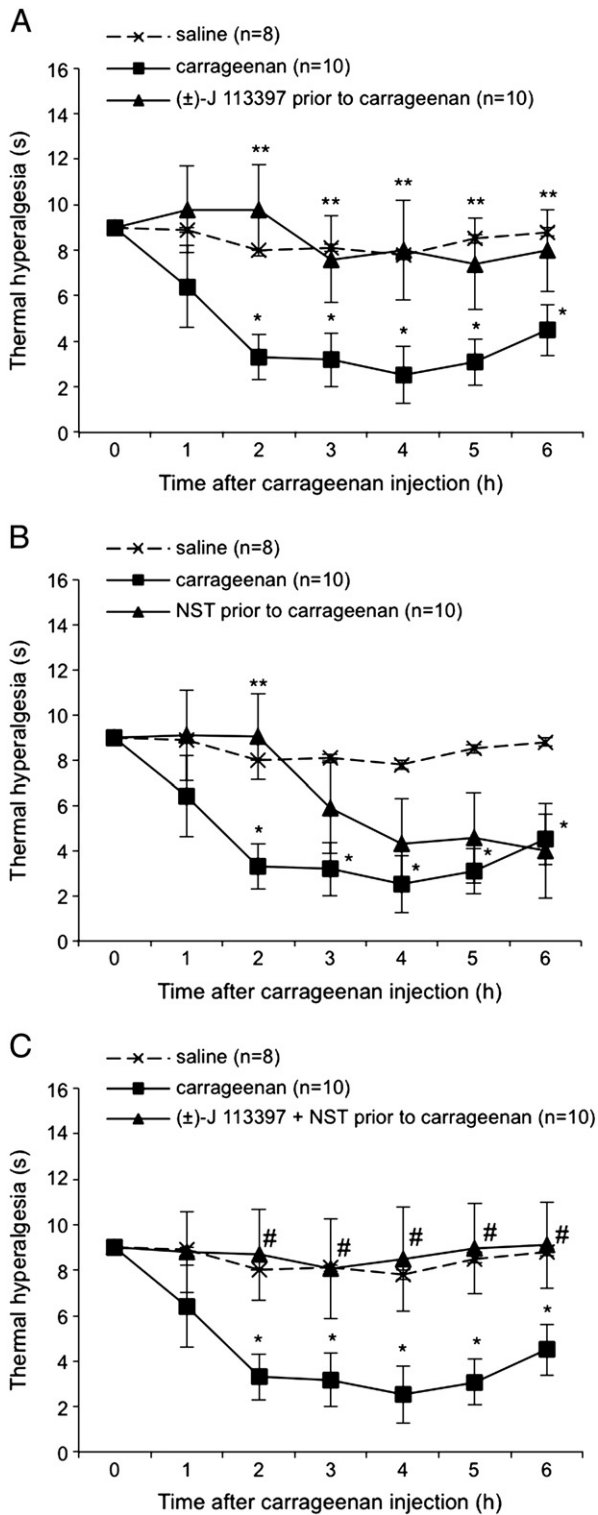 A
saline (n=8)
carrageenan (n=10)
(±)-J 113397 prior to carrageenan (n=10)
Thermal hyperalgesia (s)
16
14
12
10
8
6
4
2
0
** ** ** ** **
* * * * *
0 1 2 3 4 5 6
Time after carrageenan injection (h)
B
saline (n=8)
carrageenan (n=10)
NST prior to carrageenan (n=10)
Thermal hyperalgesia (s)
16
14
12
10
8
6
4
2
0
**
* * * * *
0 1 2 3 4 5 6
Time after carrageenan injection (h)
C
saline (n=8)
carrageenan (n=10)
(±)-J 113397 + NST prior to carrageenan (n=10)
Thermal hyperalgesia (s)
16
14
12
10
8
6
4
2
0
# # # # #
* * * * *
0 1 2 3 4 5 6
Time after carrageenan injection (h)